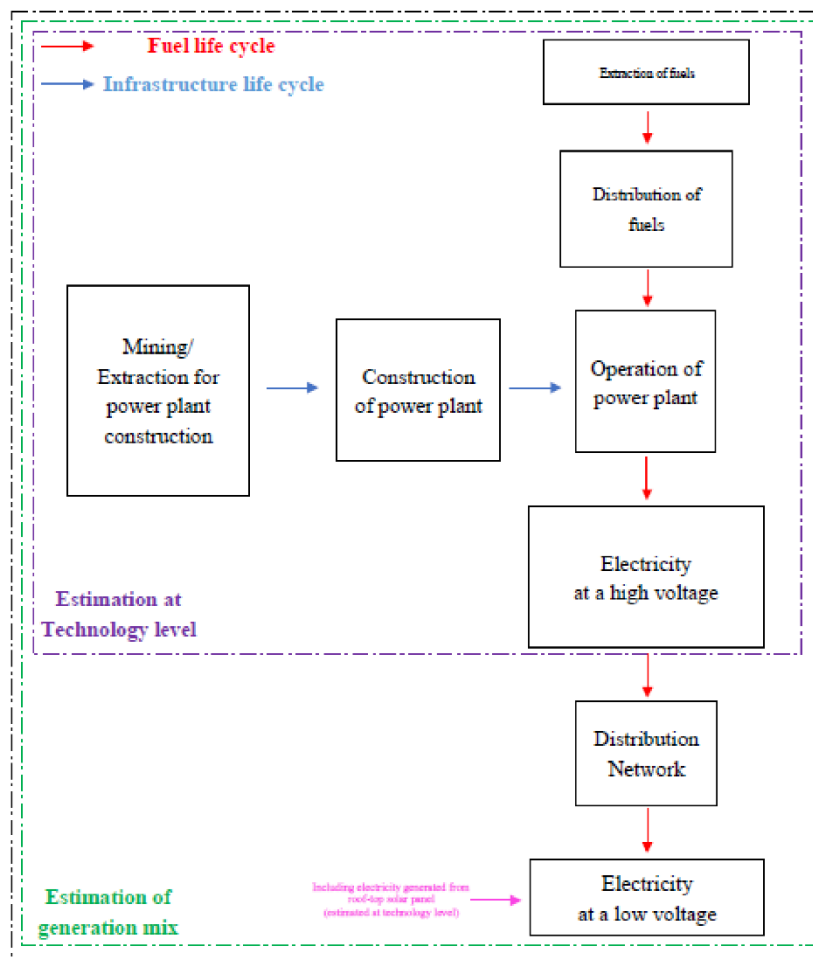 Fuel life cycle
Infrastructure life cycle
Extraction of fuels
Distribution of
fuels
Mining/
Extraction for
power plant
construction
Construction
of power plant
Operation of
power plant
Electricity
at a high voltage
Estimation at
Technology level
Distribution
Network
Including electricity generated from
roof-top solar panel
(estimated at technology level)
Electricity
at a low voltage
Estimation of
generation mix